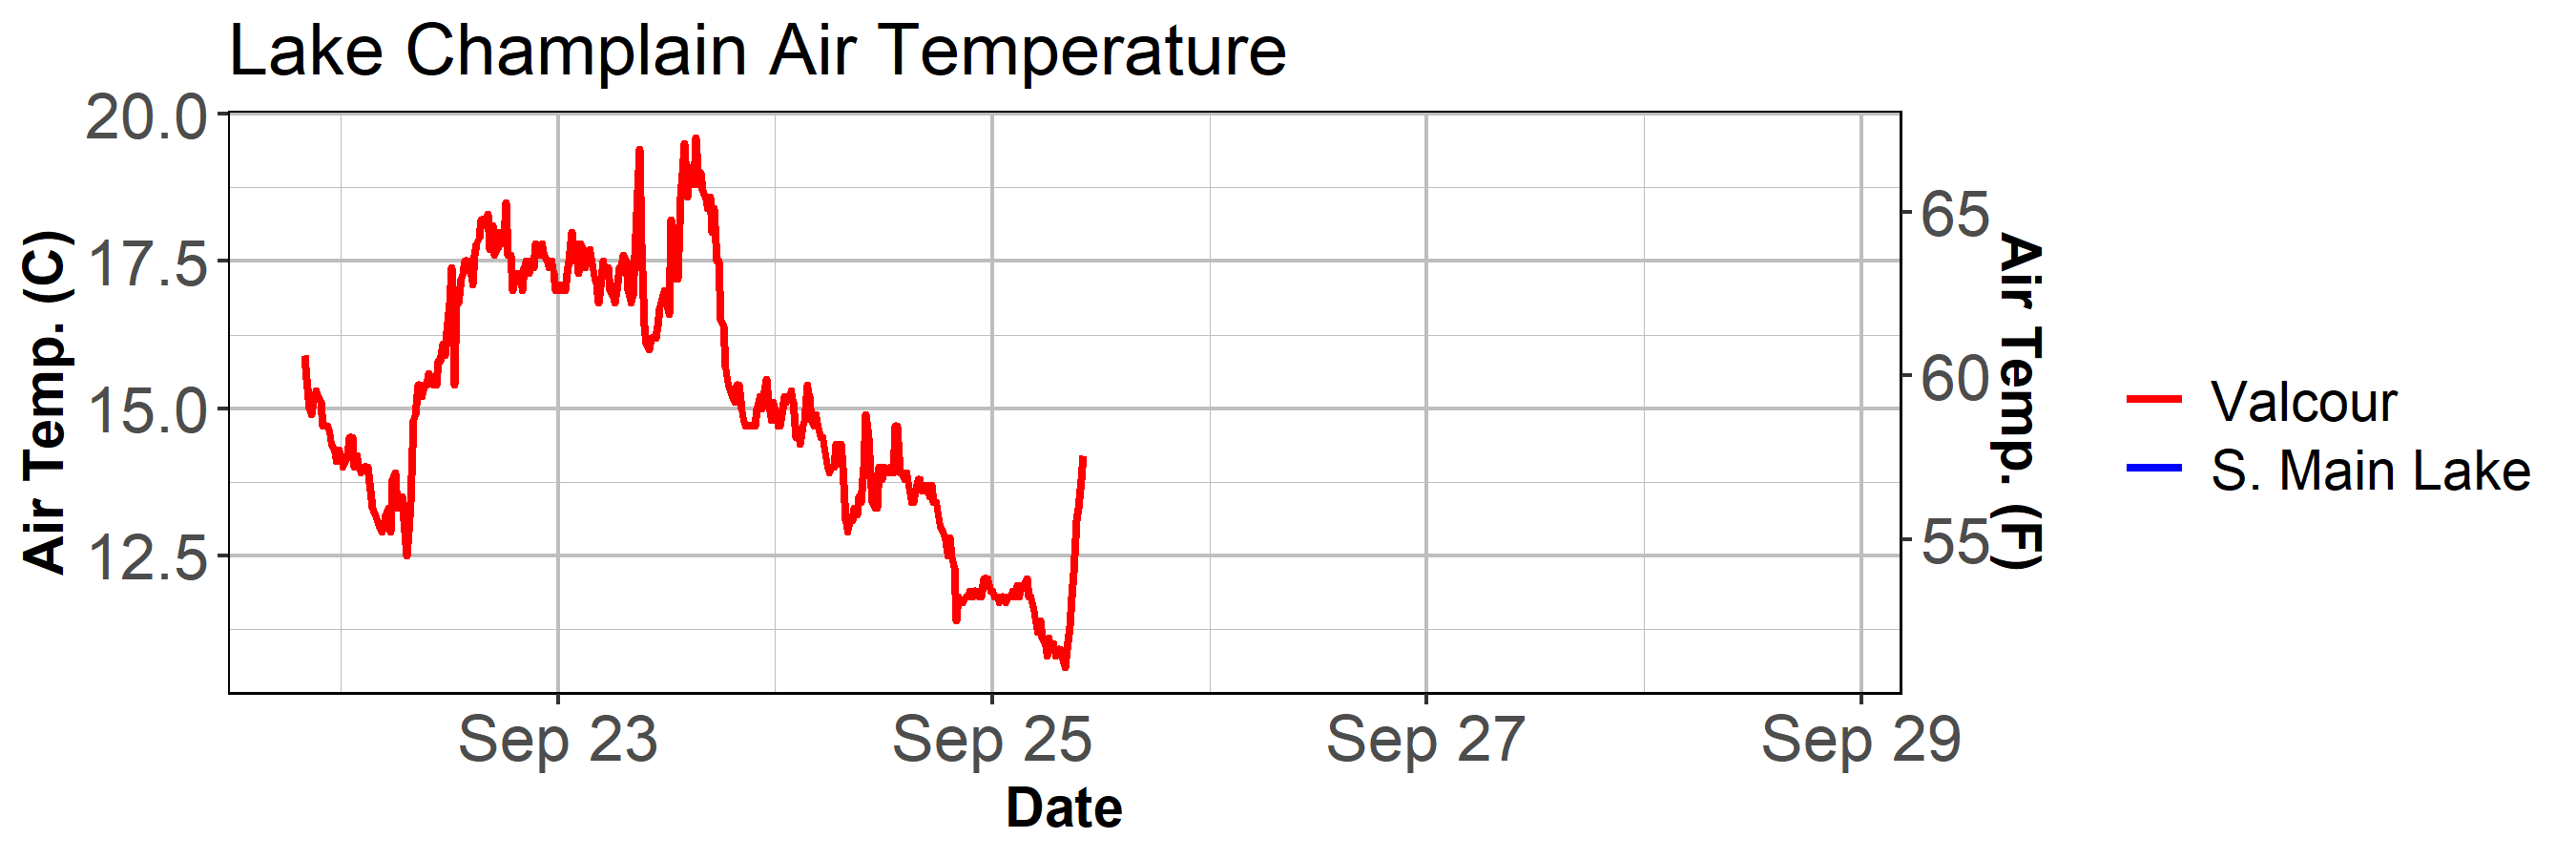 Lake Champlain Air Temperature
20.0
17.5
15.0
12.5
Air Temp. (C)
65
60
55
Air Temp. (F)
Sep 23
Sep 25
Sep 27
Sep 29
Date
Valcour
S. Main Lake